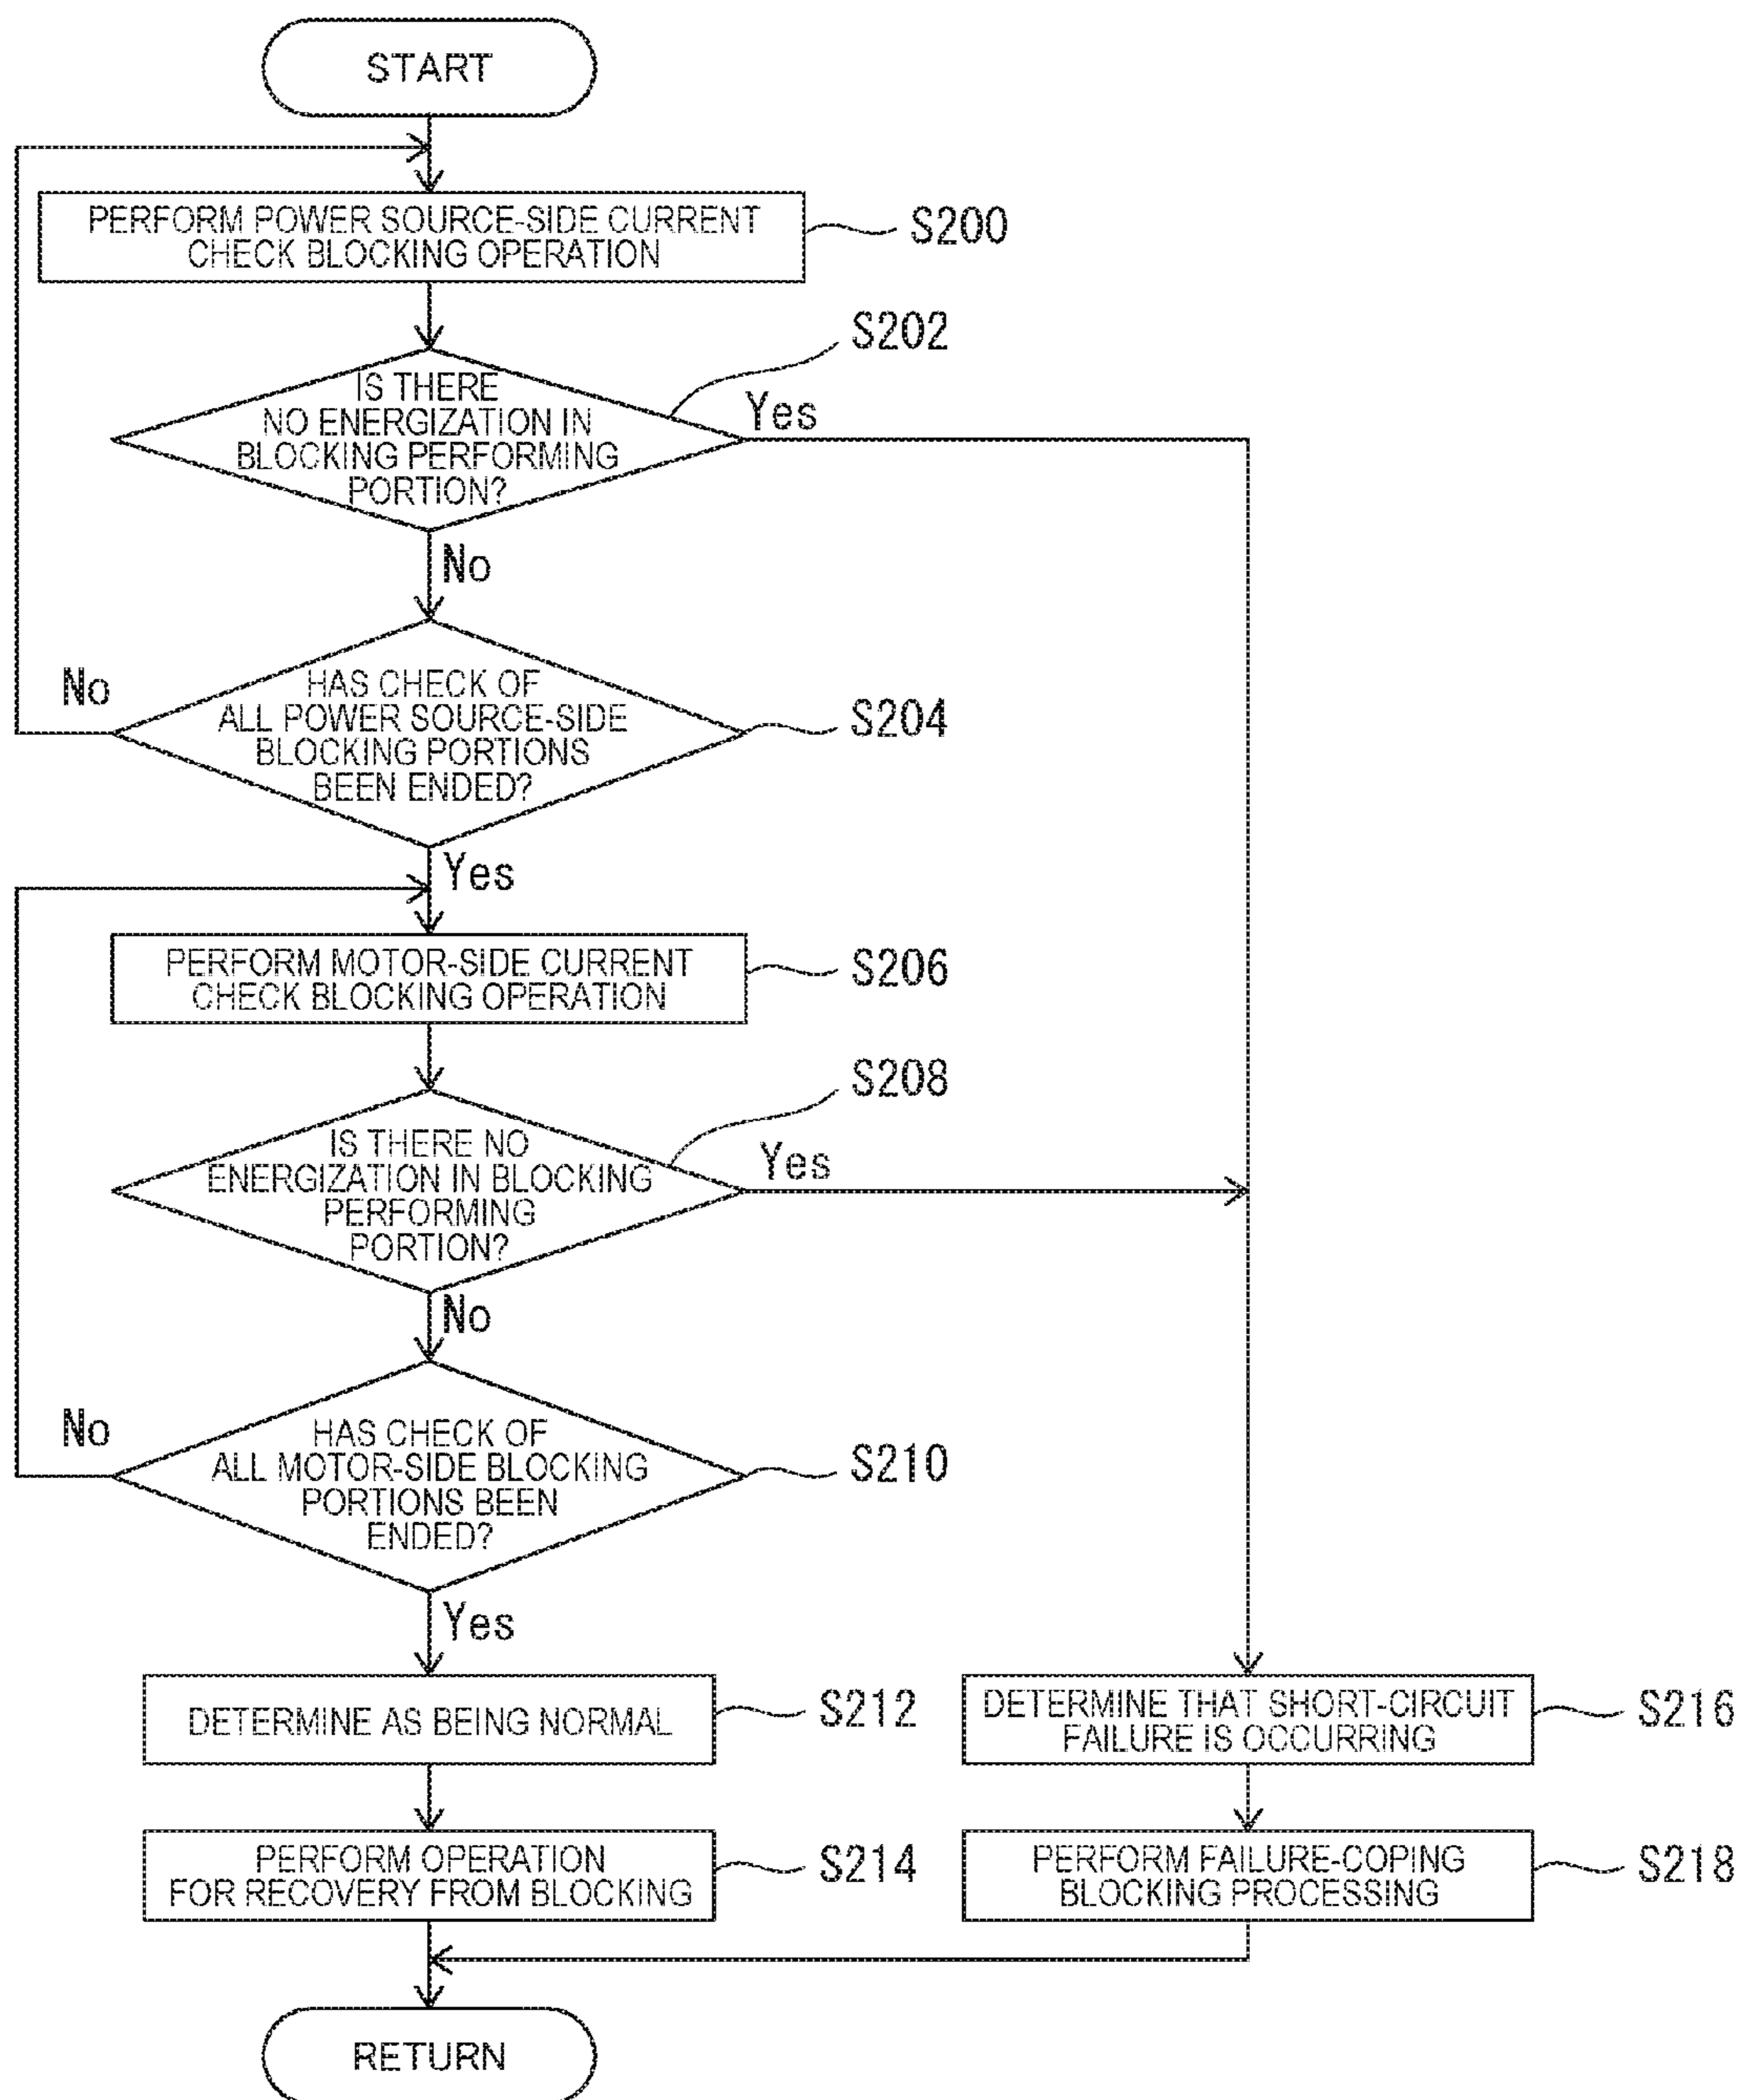 START
PERFORM POWER SOURCE-SIDE CURRENT
CHECK BLOCKING OPERATION
S200
S202
IS THERE
NO ENERGIZATION IN
BLOCKING PERFORMING
PORTION?
Yes
No
HAS CHECK OF
ALL POWER SOURCE-SIDE
BLOCKING PORTIONS
BEEN ENDED?
No
S204
Yes
PERFORM MOTOR-SIDE CURRENT
CHECK BLOCKING OPERATION
S206
S208
IS THERE NO
ENERGIZATION IN BLOCKING
PERFORMING
PORTION?
Yes
No
HAS CHECK OF
ALL MOTOR-SIDE BLOCKING
PORTIONS BEEN
ENDED?
No
S210
Yes
DETERMINE AS BEING NORMAL
S212
DETERMINE THAT SHORT-CIRCUIT
FAILURE IS OCCURRING
S216
PERFORM OPERATION
FOR RECOVERY FROM BLOCKING
S214
PERFORM FAILURE-COPING
BLOCKING PROCESSING
S218
RETURN